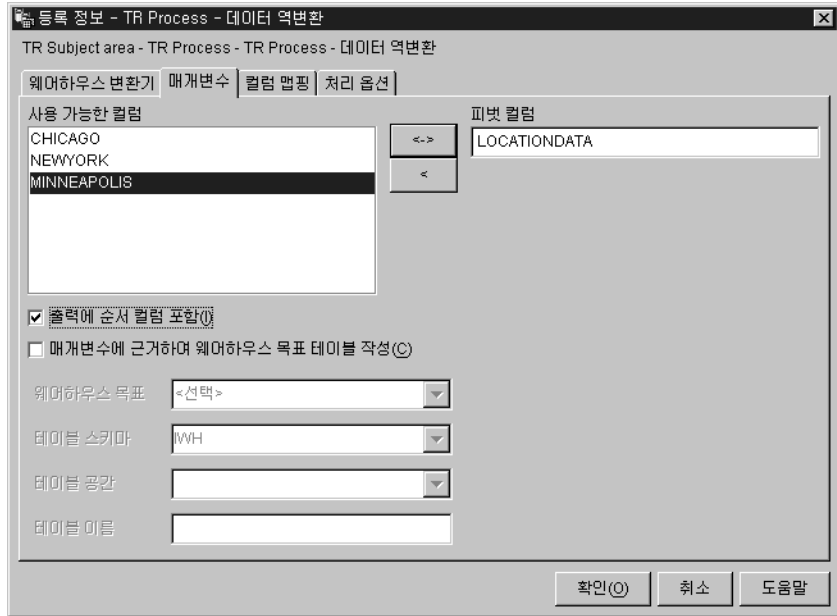 등록 정보 - TR Process - 데이터 역변환
TR Subject area - TR Process - TR Process - 데이터 역변환
웨어하우스 변환기 매개변수 컬럼 맵핑 처리 옵션
사용 가능한 컬럼
CHICAGO
NEWYORK
MINNEAPOLIS
<->
<
피벗 컬럼
LOCATIONDATA
출력에 순서 컬럼 포함(I)
매개변수에 근거하여 웨어하우스 목표 테이블 작성(C)
웨어하우스 목표 <선택>
테이블 스키마 IWH
테이블 공간
테이블 이름
확인(O) 취소 도움말